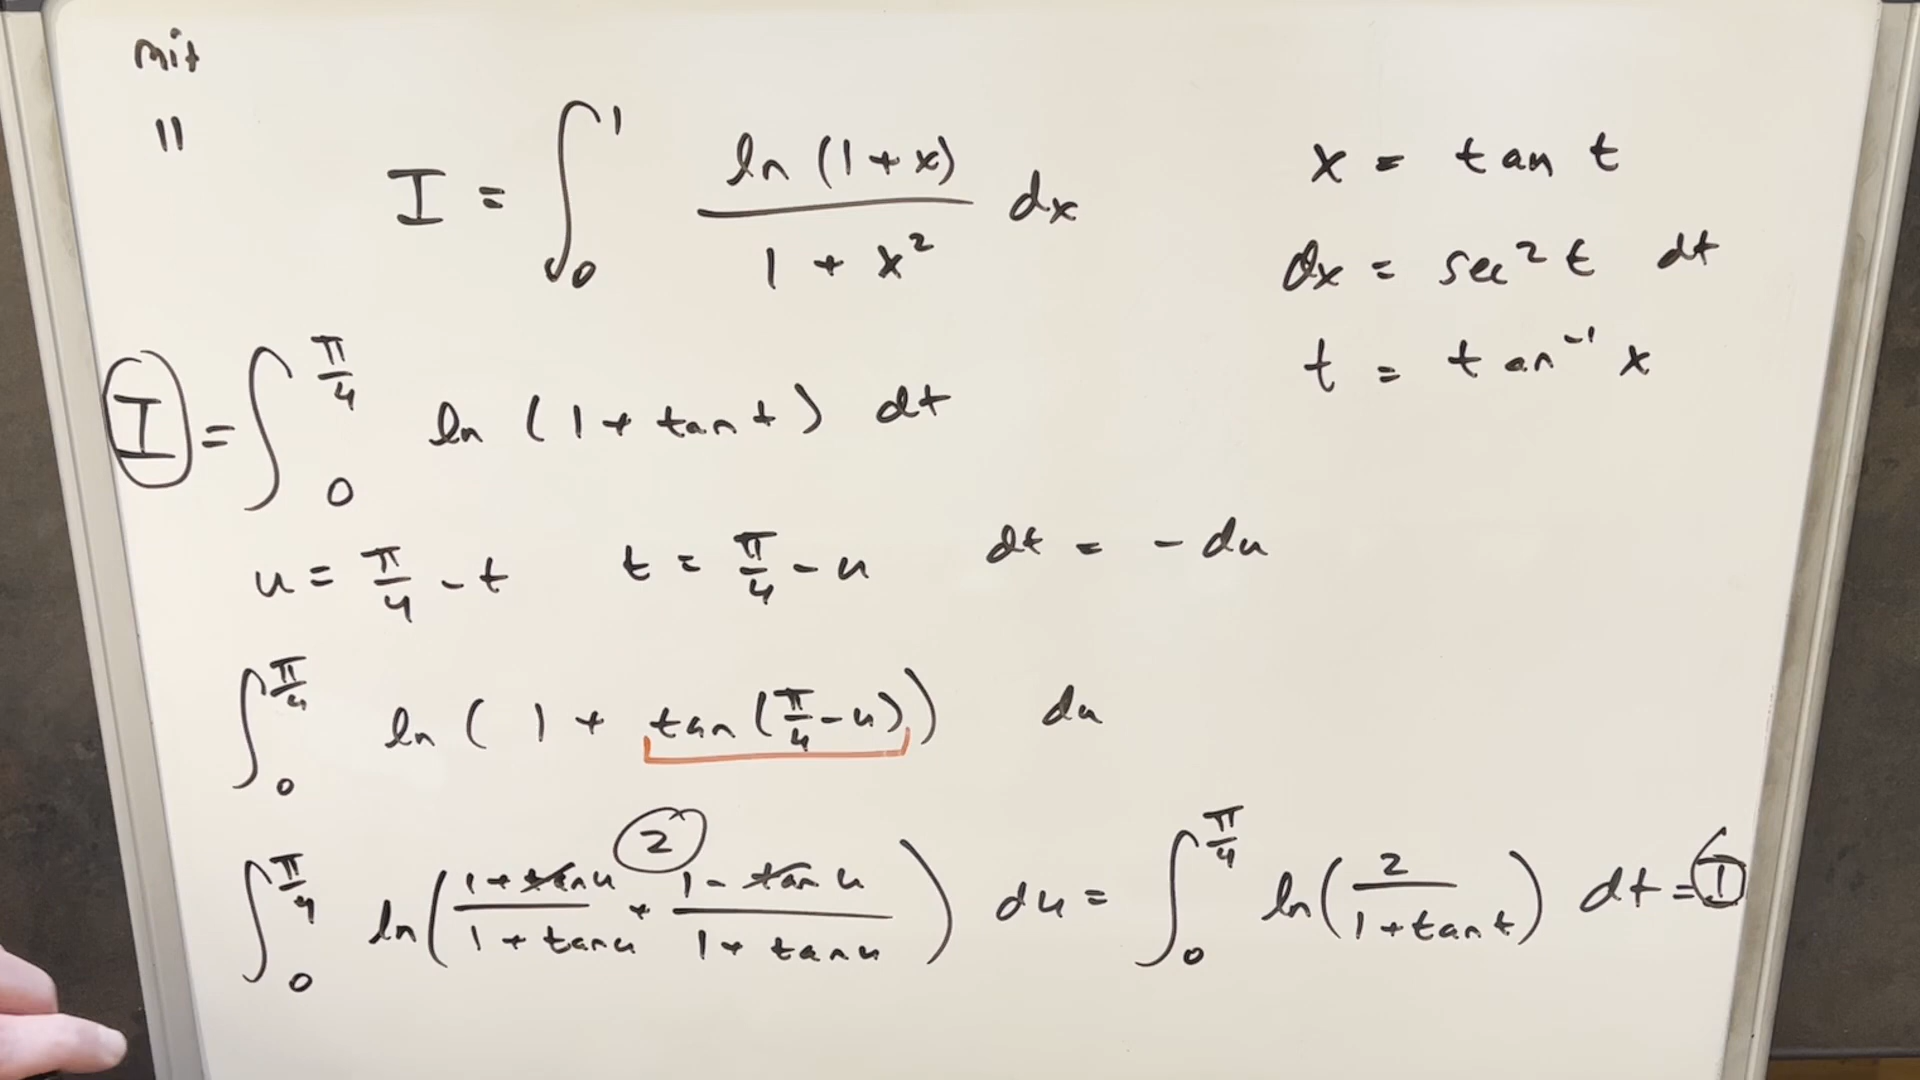 mit
11
I = ∫₀¹ ln (1 + x) / (1 + x²) dx
x = tan t
dx = sec² t dt
t = tan⁻¹ x
I = ∫₀^(π/4) ln (1 + tan t) dt
u = π/4 - t    t = π/4 - u    dt = - du
∫₀^(π/4) ln ( 1 + tan (π/4 - u) ) du
2
∫₀^(π/4) ln( (1 + tan u)/(1 + tan u) + (1 - tan u)/(1 + tan u) ) du = ∫₀^(π/4) ln( 2/(1 + tan t) ) dt = I